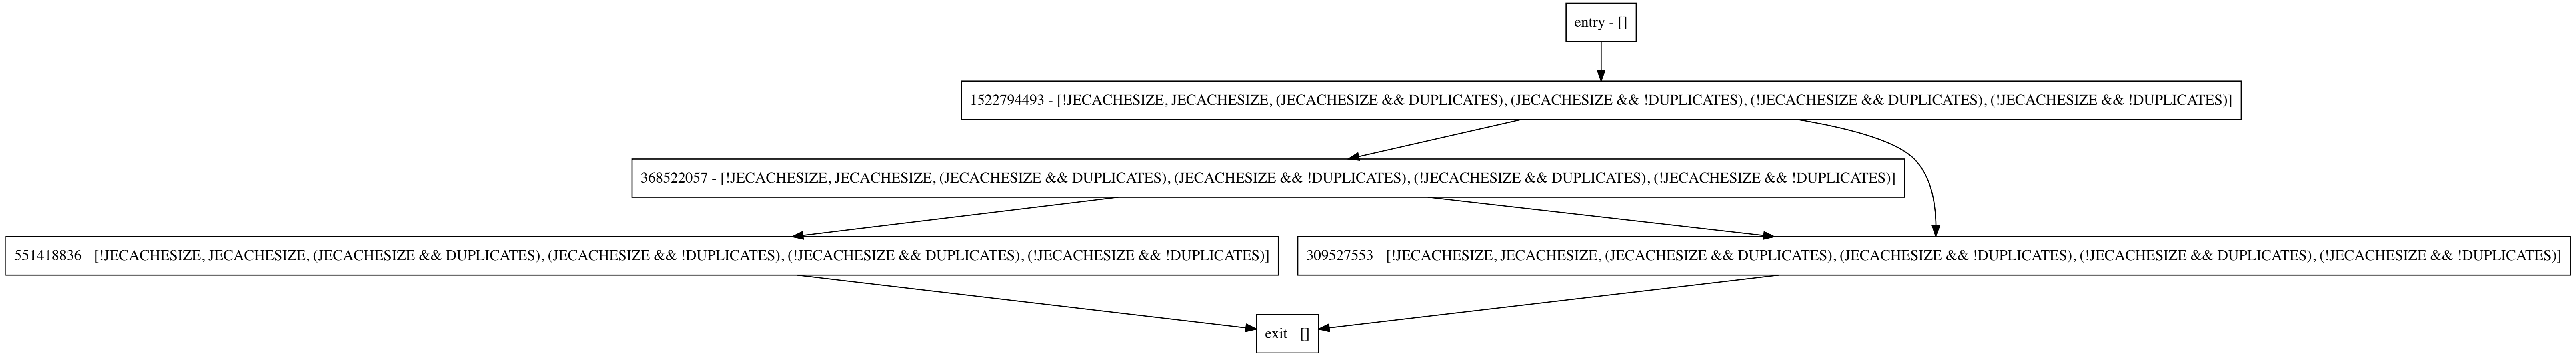 entry - []
1522794493 - [!JECACHESIZE, JECACHESIZE, (JECACHESIZE && DUPLICATES), (JECACHESIZE && !DUPLICATES), (!JECACHESIZE && DUPLICATES), (!JECACHESIZE && !DUPLICATES)]
368522057 - [!JECACHESIZE, JECACHESIZE, (JECACHESIZE && DUPLICATES), (JECACHESIZE && !DUPLICATES), (!JECACHESIZE && DUPLICATES), (!JECACHESIZE && !DUPLICATES)]
551418836 - [!JECACHESIZE, JECACHESIZE, (JECACHESIZE && DUPLICATES), (JECACHESIZE && !DUPLICATES), (!JECACHESIZE && DUPLICATES), (!JECACHESIZE && !DUPLICATES)]
309527553 - [!JECACHESIZE, JECACHESIZE, (JECACHESIZE && DUPLICATES), (JECACHESIZE && !DUPLICATES), (!JECACHESIZE && DUPLICATES), (!JECACHESIZE && !DUPLICATES)]
exit - []